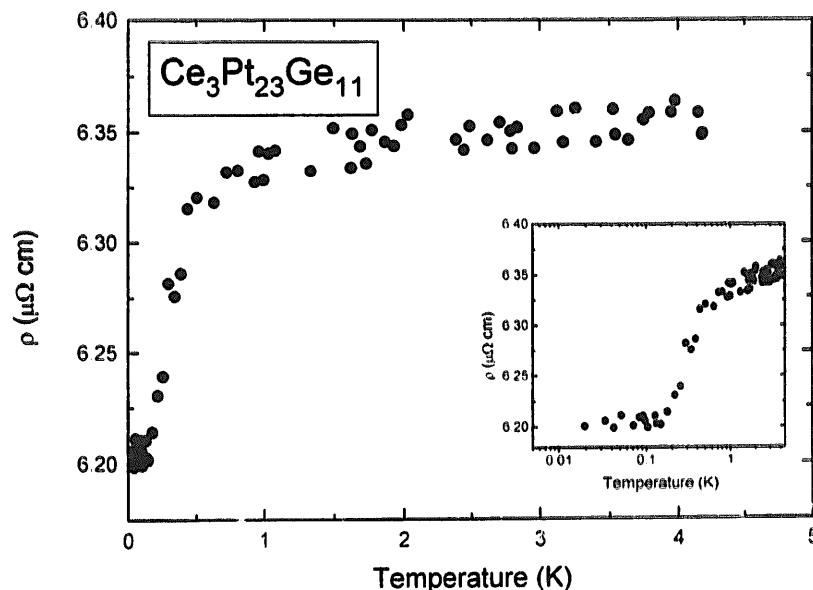 6.40
Ce₃Pt₂₃Ge₁₁
6.35
6.30
6.25
6.20
ρ (μΩ cm)
0 1 2 3 4 5
Temperature (K)
6 40
6.35
6 30
6 25
6.20
ρ (μΩ cm)
0 01 0.1 1
Temperature (K)